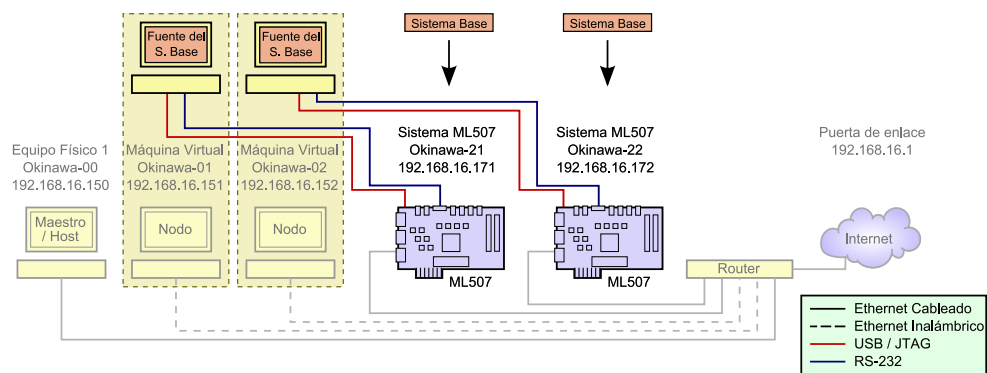 Fuente del
S. Base
Fuente del
S. Base
Sistema Base
Sistema Base
Equipo Físico 1
Okinawa-00
192.168.16.150
Máquina Virtual
Okinawa-01
192.168.16.151
Máquina Virtual
Okinawa-02
192.168.16.152
Sistema ML507
Okinawa-21
192.168.16.171
Sistema ML507
Okinawa-22
192.168.16.172
Puerta de enlace
192.168.16.1
Maestro
/ Host
Nodo
Nodo
ML507
ML507
Router
Internet
Ethernet Cableado
Ethernet Inalámbrico
USB / JTAG
RS-232